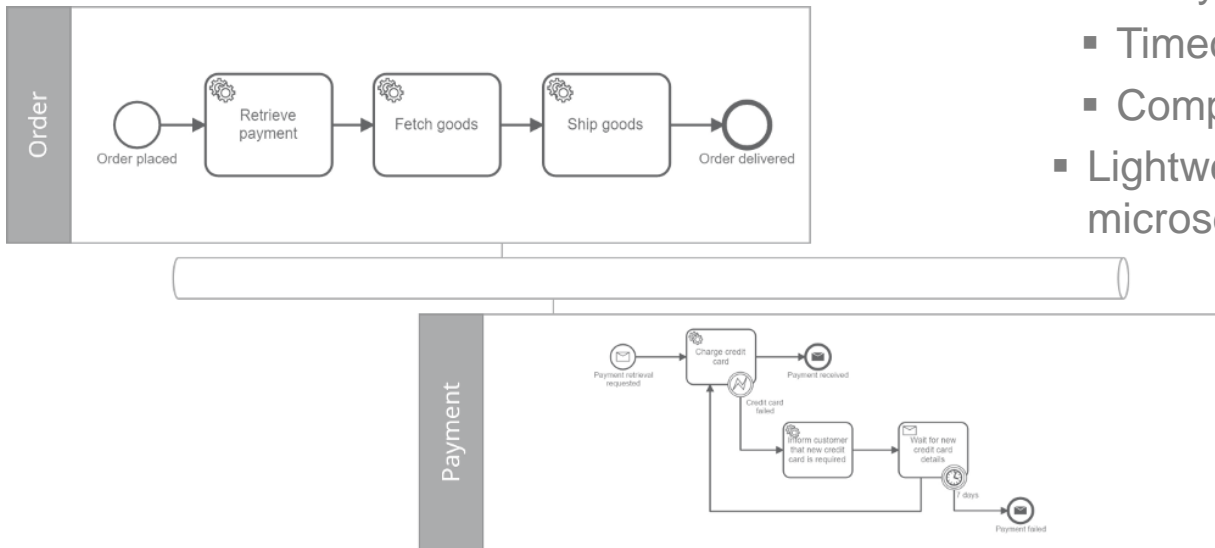 Order
Order placed
Retrieve
payment
Fetch goods
Ship goods
Order delivered
Timeo
Comp
Lightwe
microse
Payment
Payment retrieval
requested
Charge credit
card
Payment received
Credit card
failed
Inform customer
that new credit
card is required
Wait for new
credit card
details
7 days
Payment failed